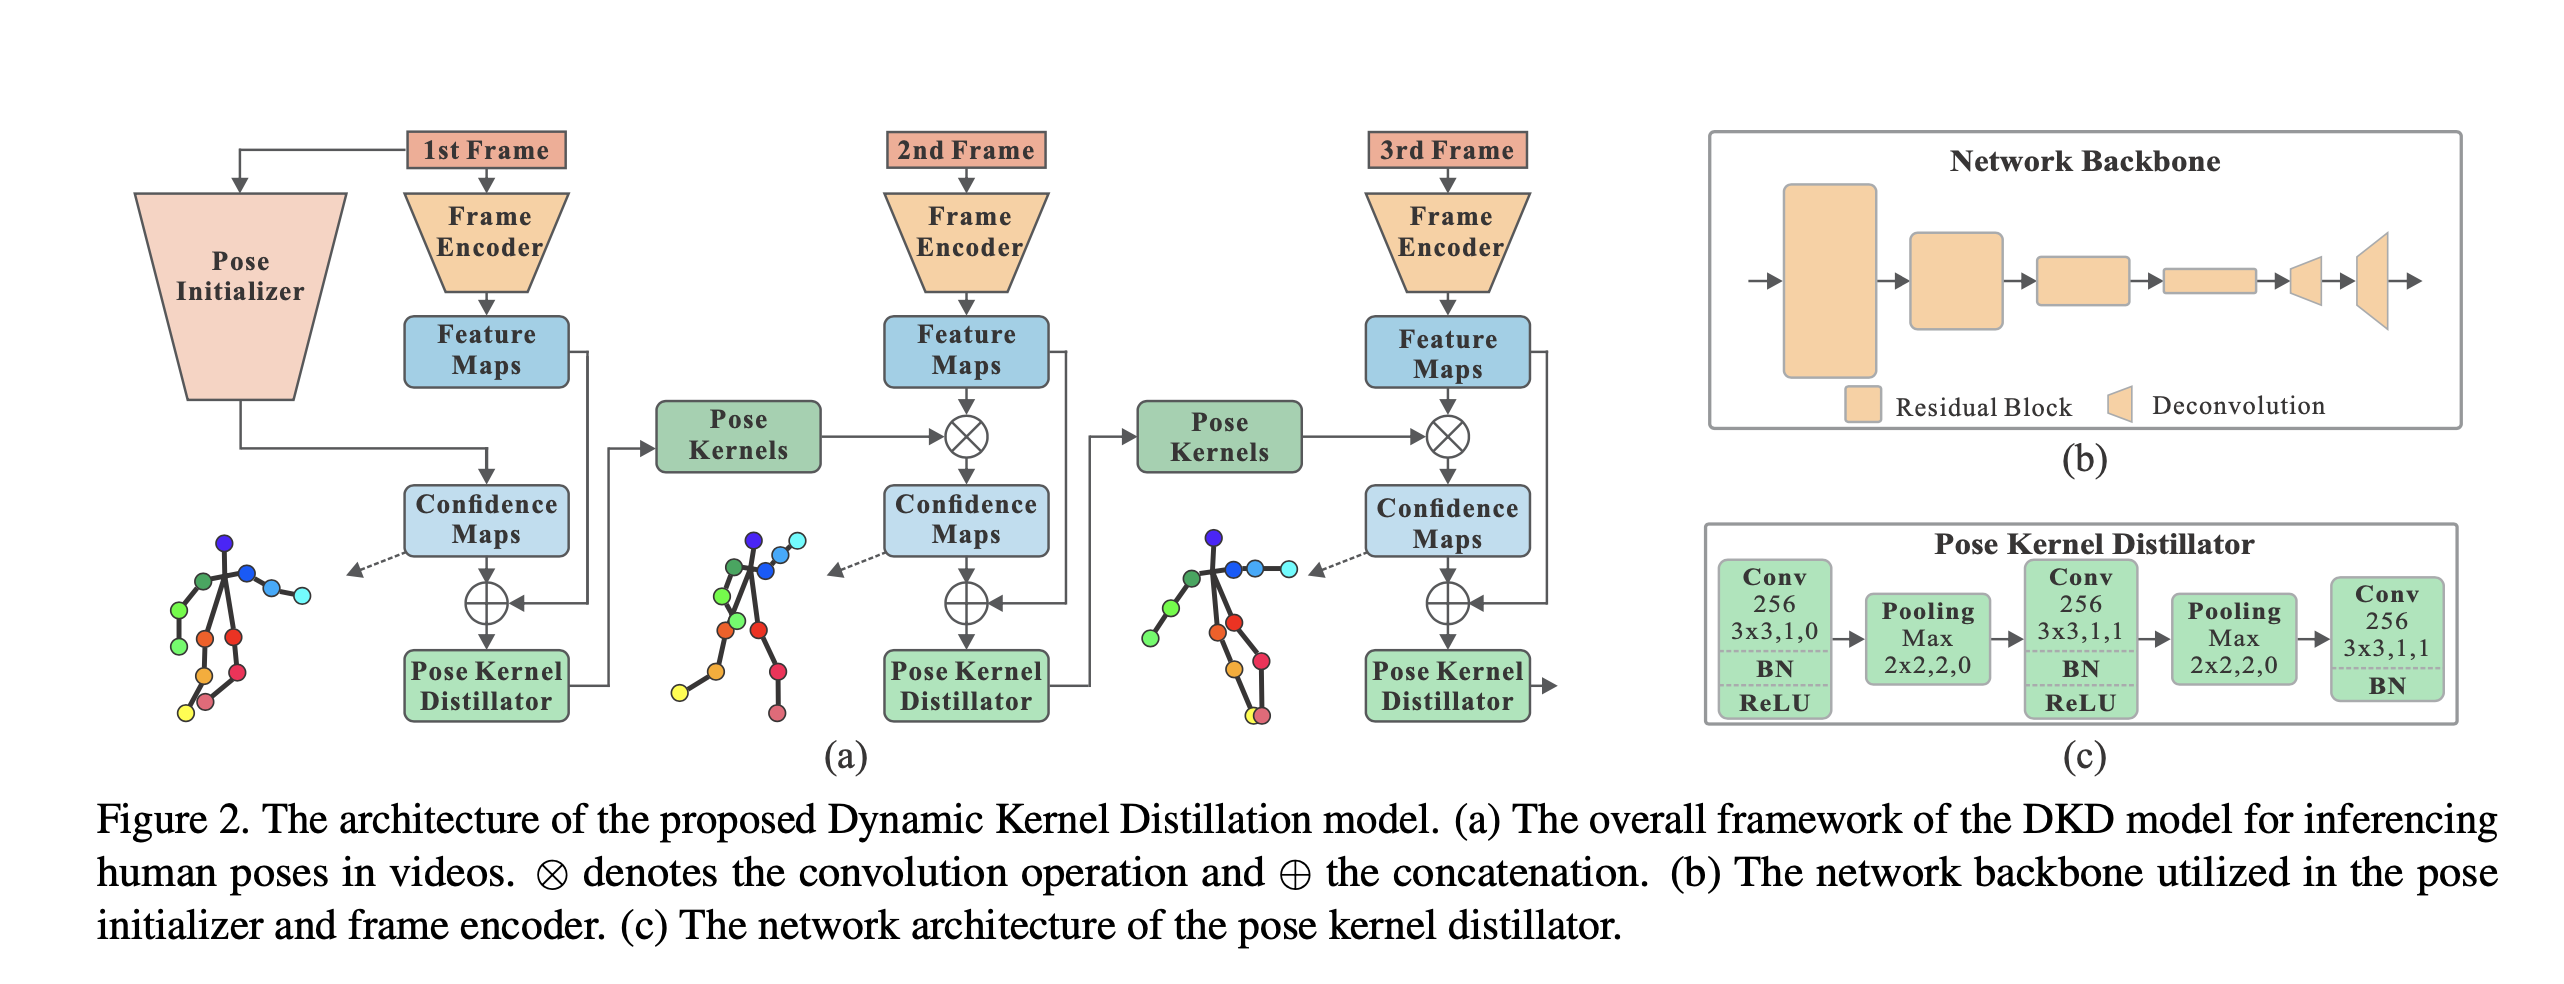 1st Frame
Pose
Initializer
Frame
Encoder
Feature
Maps
Confidence
Maps
Pose Kernel
Distillator
Pose
Kernels
2nd Frame
Frame
Encoder
Feature
Maps
Confidence
Maps
Pose Kernel
Distillator
Pose
Kernels
3rd Frame
Frame
Encoder
Feature
Maps
Confidence
Maps
Pose Kernel
Distillator
(a)
Network Backbone
Residual Block
Deconvolution
(b)
Pose Kernel Distillator
Conv
256
3x3,1,0
BN
ReLU
Pooling
Max
2x2,2,0
Conv
256
3x3,1,1
BN
ReLU
Pooling
Max
2x2,2,0
Conv
256
3x3,1,1
BN
(c)
Figure 2. The architecture of the proposed Dynamic Kernel Distillation model. (a) The overall framework of the DKD model for inferencing
human poses in videos. ⊗ denotes the convolution operation and ⊕ the concatenation. (b) The network backbone utilized in the pose
initializer and frame encoder. (c) The network architecture of the pose kernel distillator.